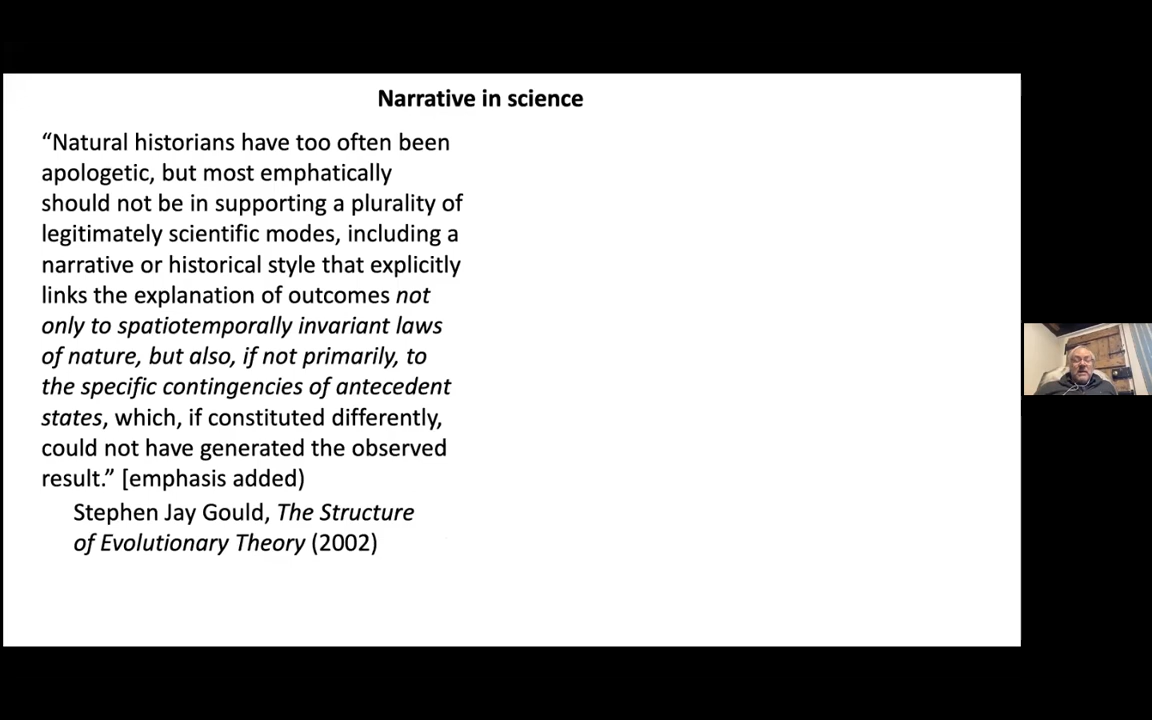 Narrative in science
“Natural historians have too often been
apologetic, but most emphatically
should not be in supporting a plurality of
legitimately scientific modes, including a
narrative or historical style that explicitly
links the explanation of outcomes not
only to spatiotemporally invariant laws
of nature, but also, if not primarily, to
the specific contingencies of antecedent
states, which, if constituted differently,
could not have generated the observed
result.” [emphasis added)
Stephen Jay Gould, The Structure
of Evolutionary Theory (2002)